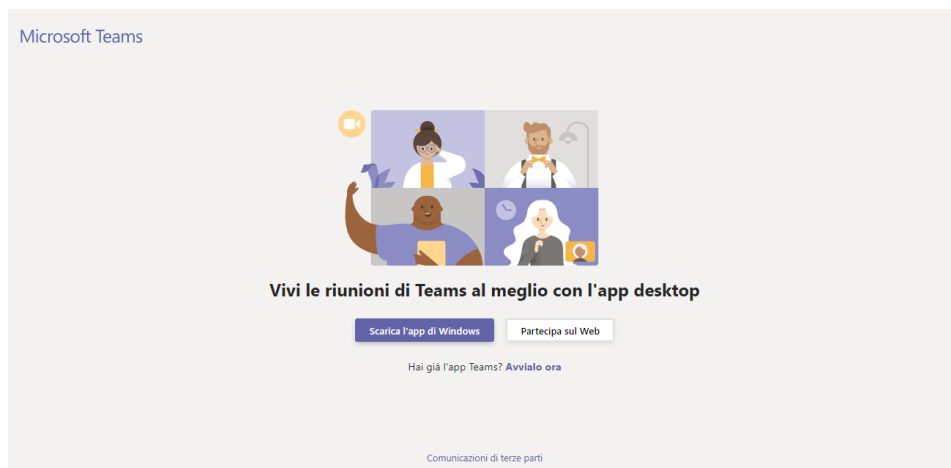 Microsoft Teams
Vivi le riunioni di Teams al meglio con l'app desktop
Scarica l'app di Windows
Partecipa sul Web
Hai già l'app Teams? Avvialo ora
Comunicazioni di terze parti